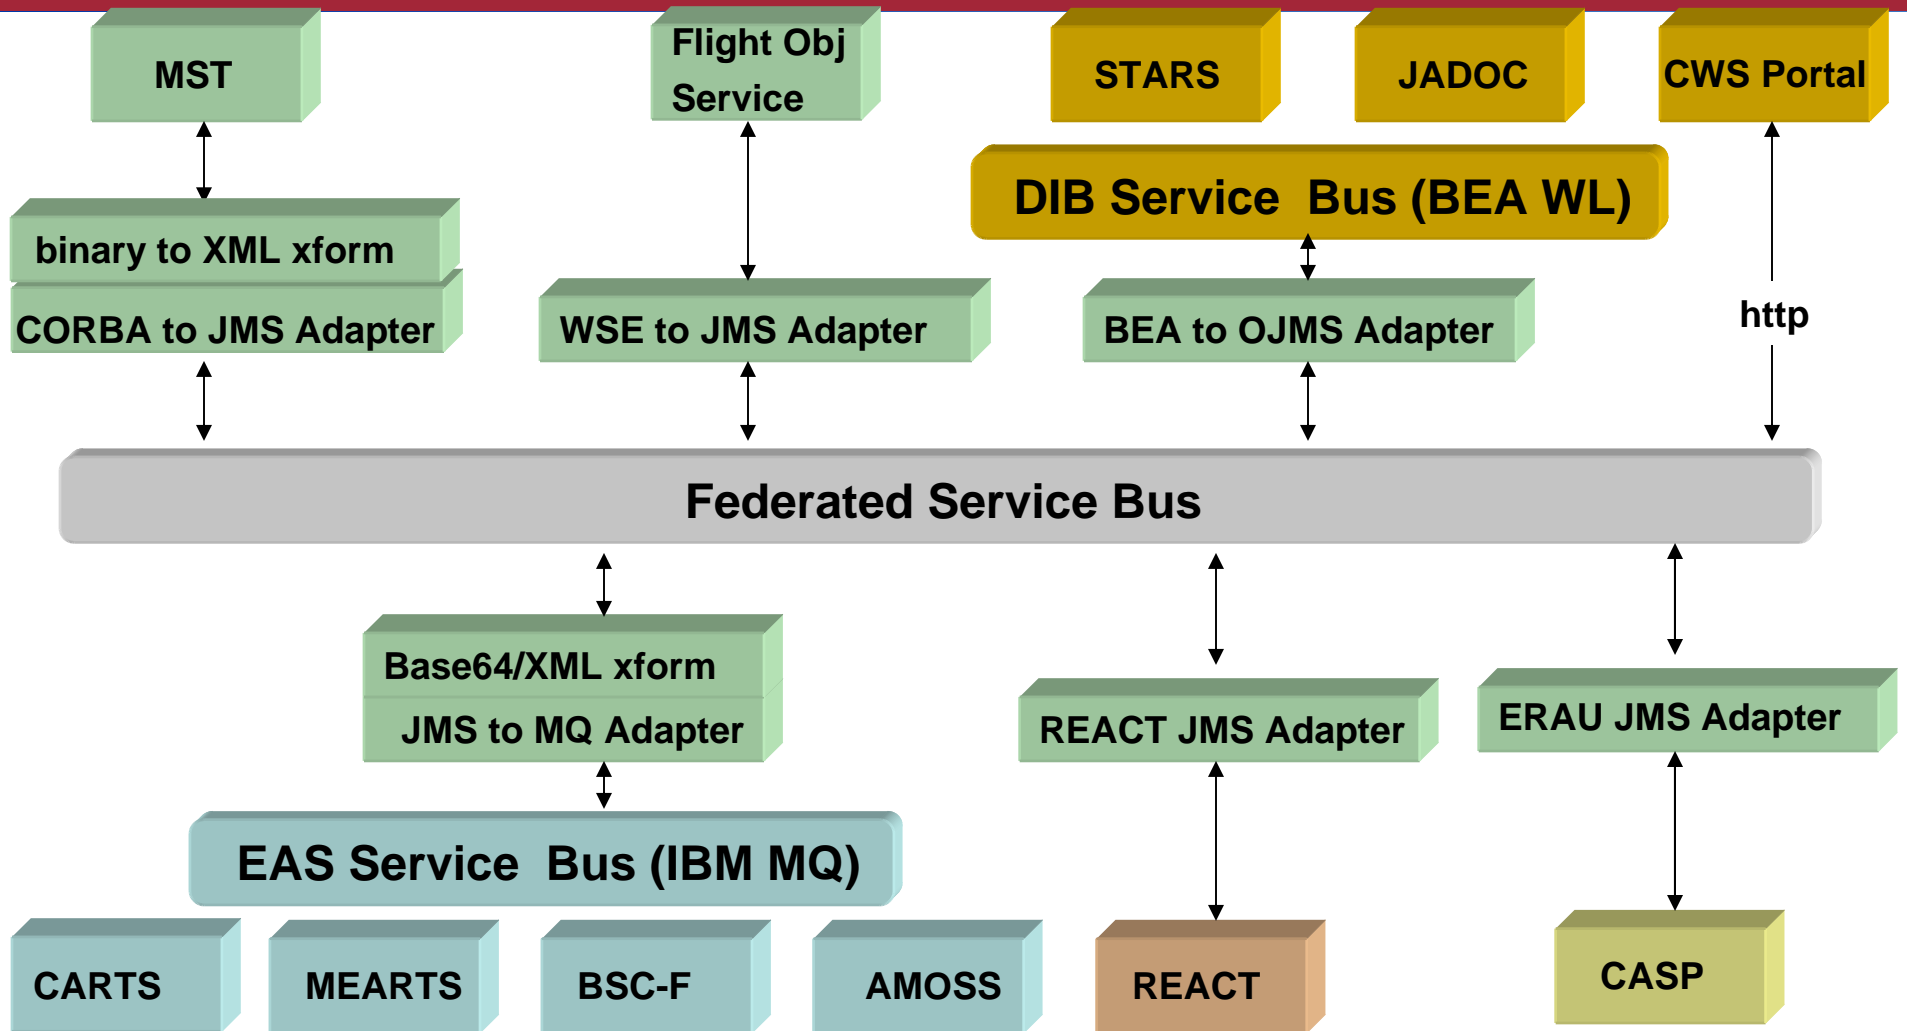 MST
Flight Obj
Service
STARS
JADOC
CWS Portal
DIB Service Bus (BEA WL)
binary to XML xform
CORBA to JMS Adapter
WSE to JMS Adapter
BEA to OJMS Adapter
http
Federated Service Bus
Base64/XML xform
JMS to MQ Adapter
REACT JMS Adapter
ERAU JMS Adapter
EAS Service Bus (IBM MQ)
CARTS
MEARTS
BSC-F
AMOSS
REACT
CASP